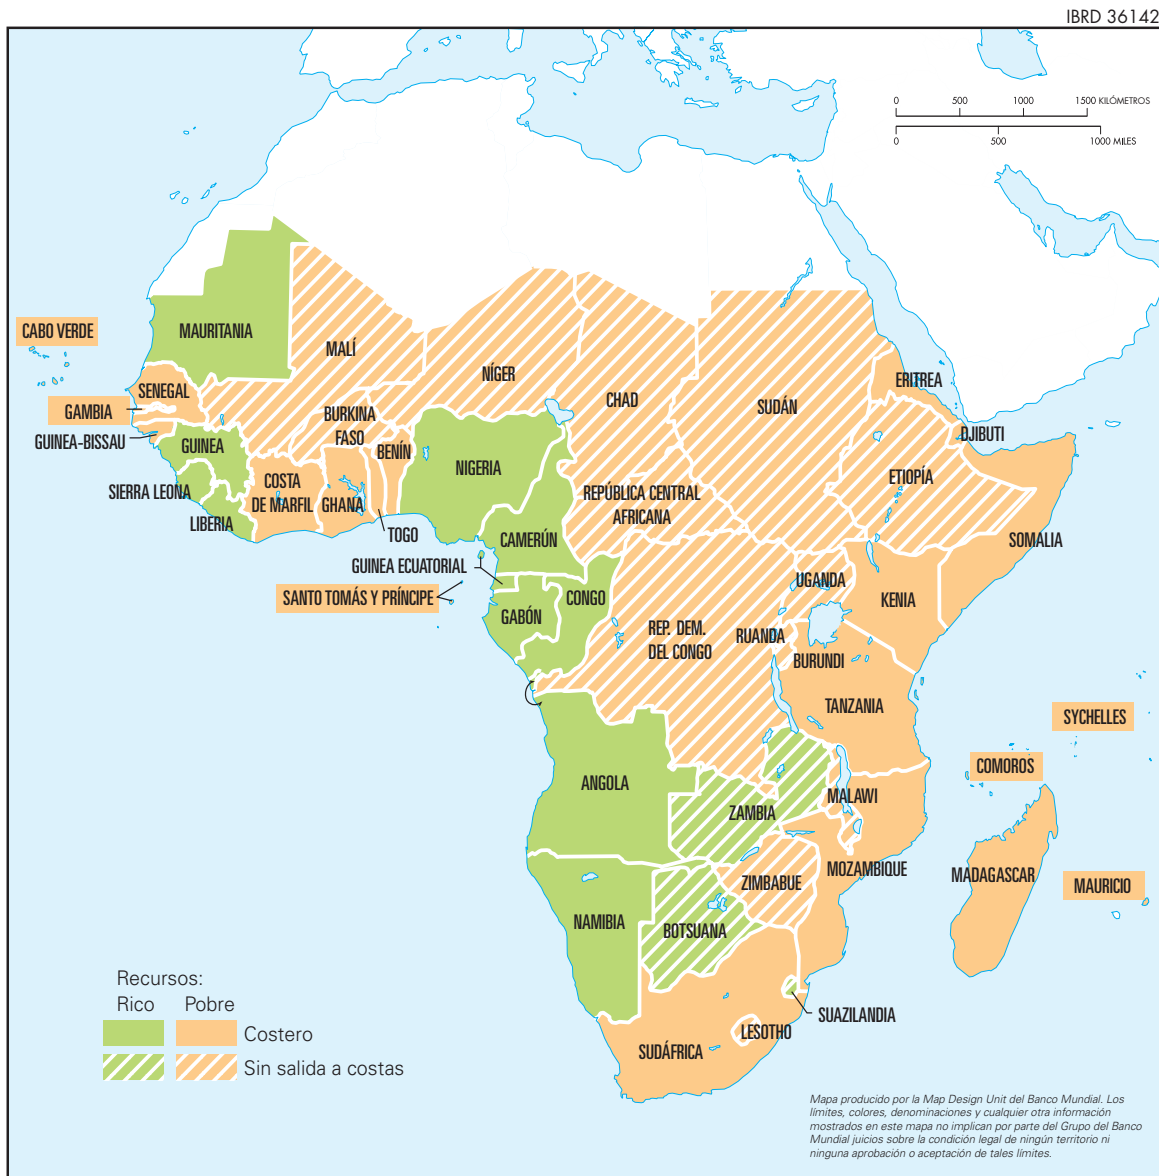 IBRD 36142
0 500 1000 1500 KILÓMETROS
0 500 1000 MILES
MAURITANIA
CABO VERDE
MALÍ
NÍGER
CHAD
SUDÁN
ERITREA
SENEGAL
GAMBIA
GUINEA-BISSAU
GUINEA
BURKINA
FASO
BENÍN
DJIBUTI
NIGERIA
ETIOPÍA
SIERRA LEONA
COSTA
DE MARFIL
GHANA
REPÚBLICA CENTRAL
AFRICANA
LIBERIA
TOGO
CAMERÚN
SOMALIA
GUINEA ECUATORIAL
UGANDA
SANTO TOMÁS Y PRÍNCIPE
GABÓN
CONGO
KENIA
REP. DEM.
DEL CONGO
RUANDA
BURUNDI
TANZANIA
SYCHELLES
COMOROS
ANGOLA
MALAWI
ZAMBIA
MOZAMBIQUE
MADAGASCAR
MAURICIO
ZIMBABUE
NAMIBIA
BOTSUANA
SUAZILANDIA
LESOTHO
SUDÁFRICA
Recursos:
Rico Pobre
Costero
Sin salida a costas
Mapa producido por la Map Design Unit del Banco Mundial. Los
límites, colores, denominaciones y cualquier otra información
mostrados en este mapa no implican por parte del Grupo del Banco
Mundial juicios sobre la condición legal de ningún territorio ni
ninguna aprobación o aceptación de tales límites.